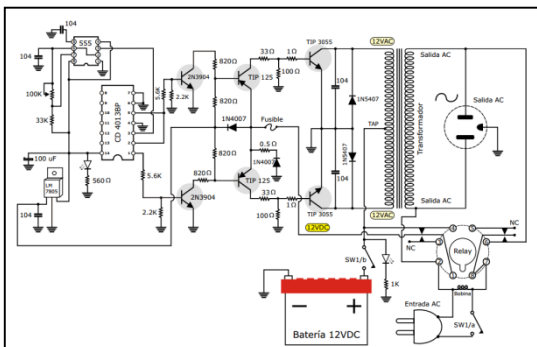 104
555
104
100K
33K
100 uF
LM
7805
104
560Ω
CD 4013BP
5.6K
2.2K
2N3904
5.6K
2.2K
2N3904
820Ω
820Ω
820Ω
820Ω
TIP 125
1N4007
Fusible
0.5Ω
1N4007
TIP 125
33Ω
1Ω
100Ω
TIP 3055
33Ω
1Ω
100Ω
TIP 3055
104
104
1N5407
1N5407
12VAC
TAP
12VAC
12VDC
Transformador
Salida AC
Salida AC
Salida AC
SW1/b
1K
Batería 12VDC
NC
NC
Relay
Bobina
Entrada AC
SW1/a